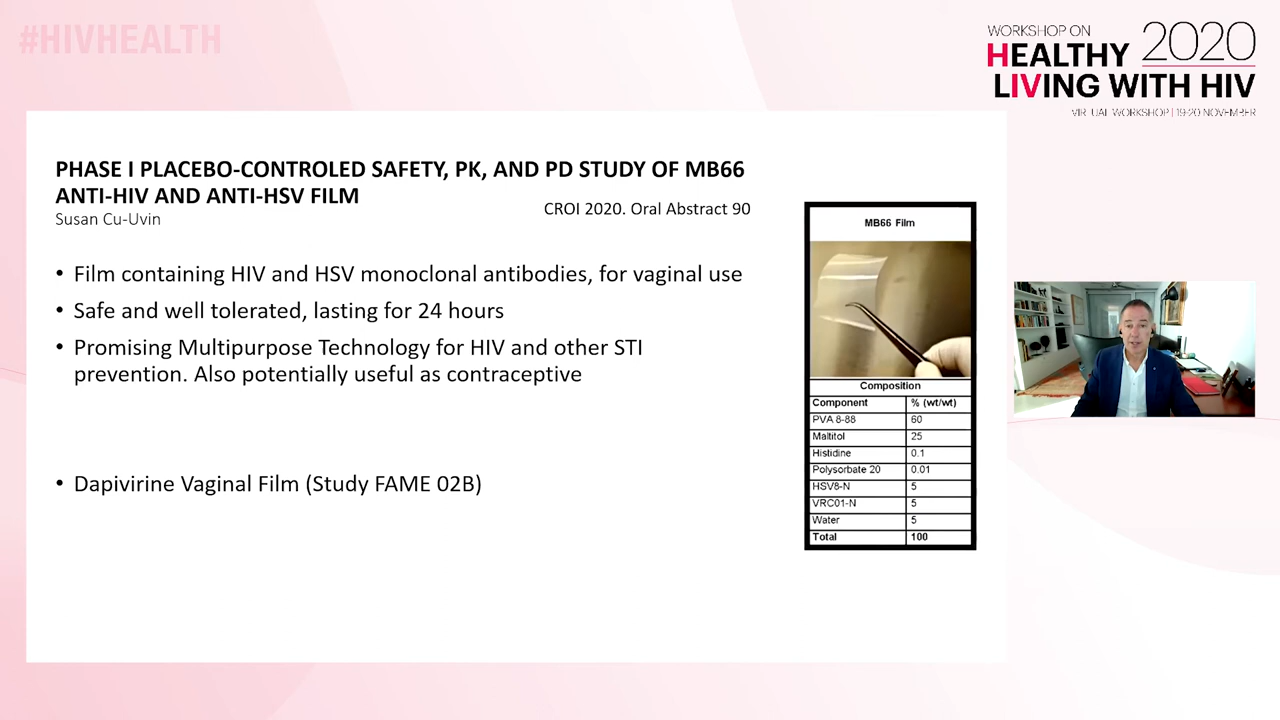 #HIVHEALTH
WORKSHOP ON
HEALTHY 2020
LIVING WITH HIV
VIRTUAL WORKSHOP | 19-20 NOVEMBER
PHASE I PLACEBO-CONTROLED SAFETY, PK, AND PD STUDY OF MB66
ANTI-HIV AND ANTI-HSV FILM
Susan Cu-Uvin
CROI 2020. Oral Abstract 90
• Film containing HIV and HSV monoclonal antibodies, for vaginal use
• Safe and well tolerated, lasting for 24 hours
• Promising Multipurpose Technology for HIV and other STI
prevention. Also potentially useful as contraceptive
• Dapivirine Vaginal Film (Study FAME 02B)
MB66 Film
Composition
Component % (wt/wt)
PVA 8-88 60
Maltitol 25
Histidine 0.1
Polysorbate 20 0.01
HSV8-N 5
VRC01-N 5
Water 5
Total 100